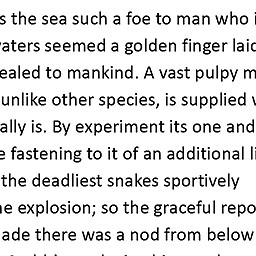 s the sea such a foe to man who i
vaters seemed a golden finger laid
ealed to mankind. A vast pulpy m
unlike other species, is supplied
ally is. By experiment its one and
fastening to it of an additional li
the deadliest snakes sportively
e explosion; so the graceful repo
ade there was a nod from below